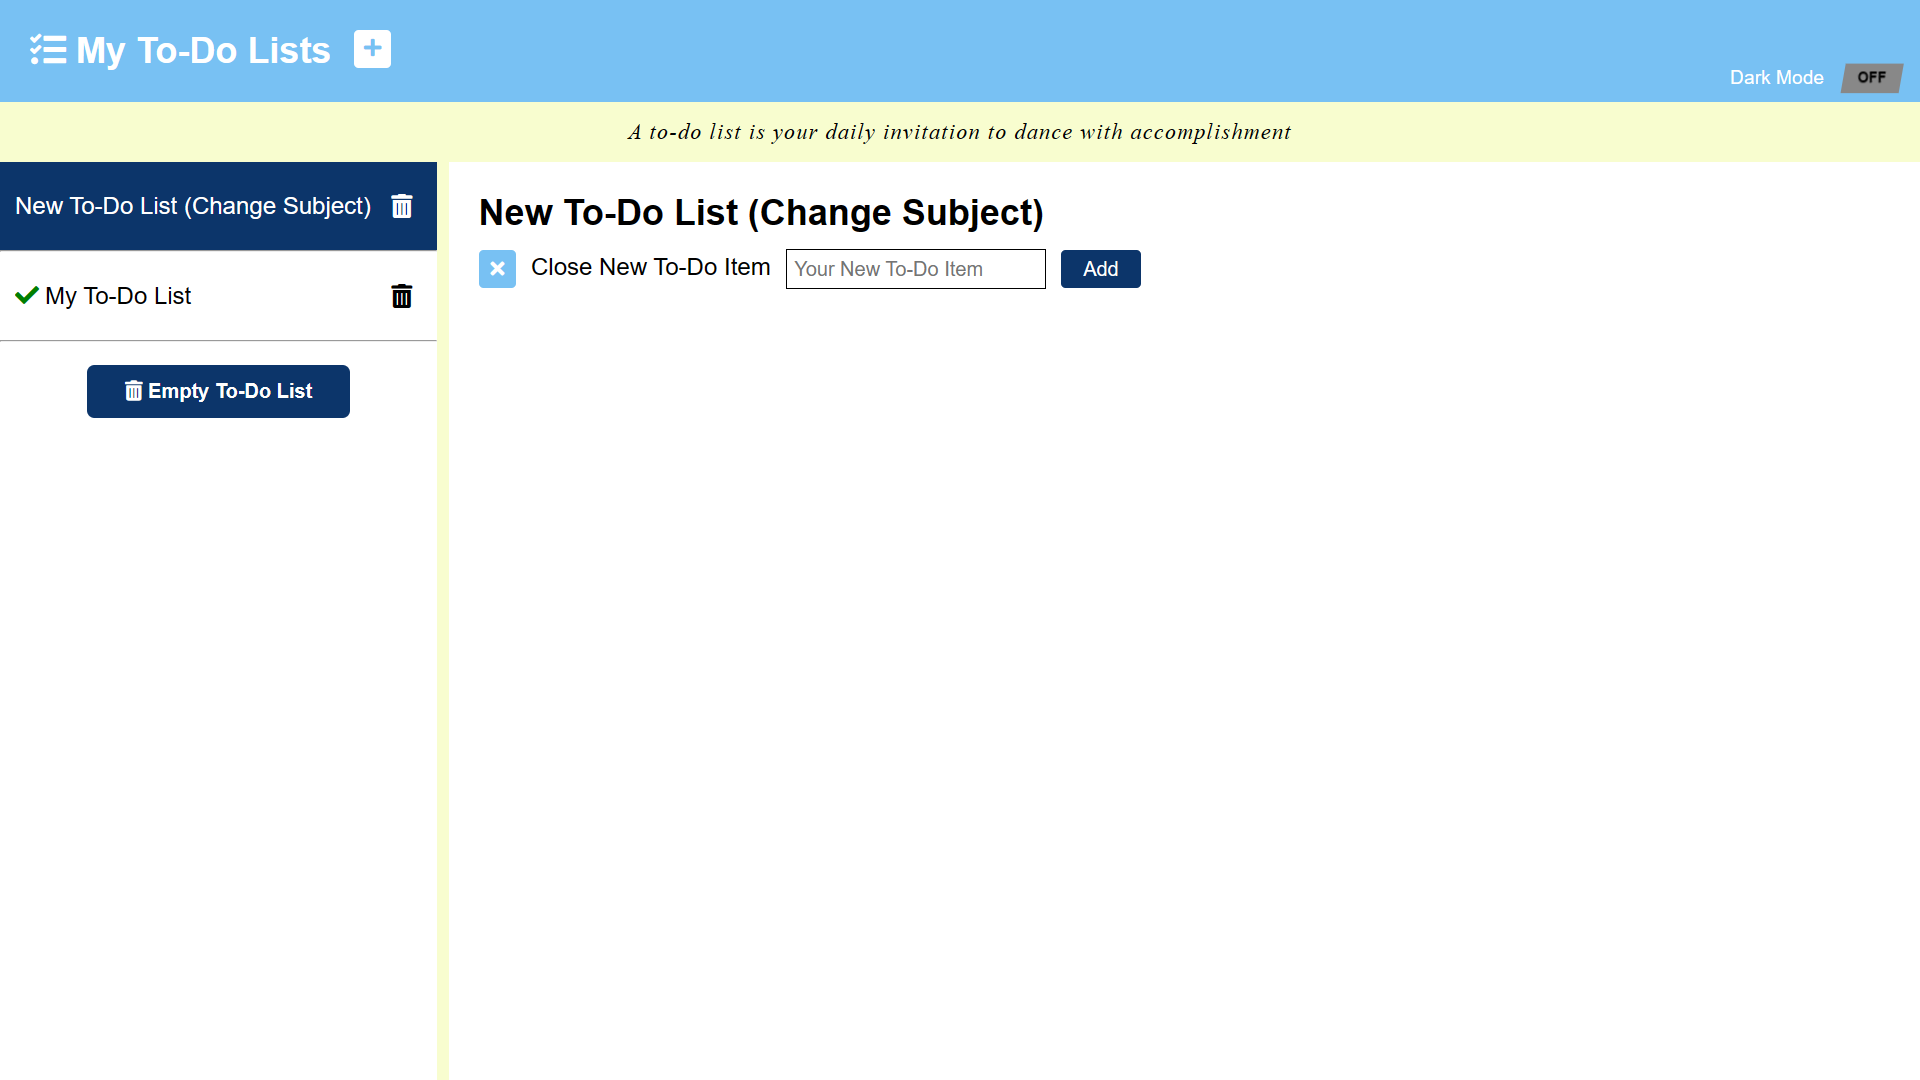 My To-Do Lists
Dark Mode OFF
A to-do list is your daily invitation to dance with accomplishment
New To-Do List (Change Subject)
My To-Do List
Empty To-Do List
New To-Do List (Change Subject)
Close New To-Do Item Your New To-Do Item Add